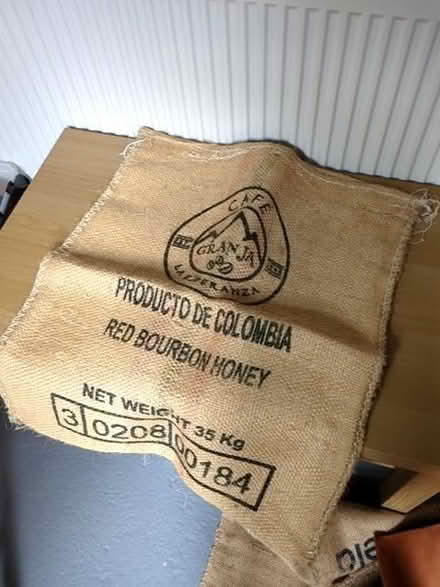 CAFE
GRANJA
LA ESPERANZA
PRODUCTO DE COLOMBIA
RED BOURBON HONEY
NET WEIGHT 35 Kg
3 0208 00184